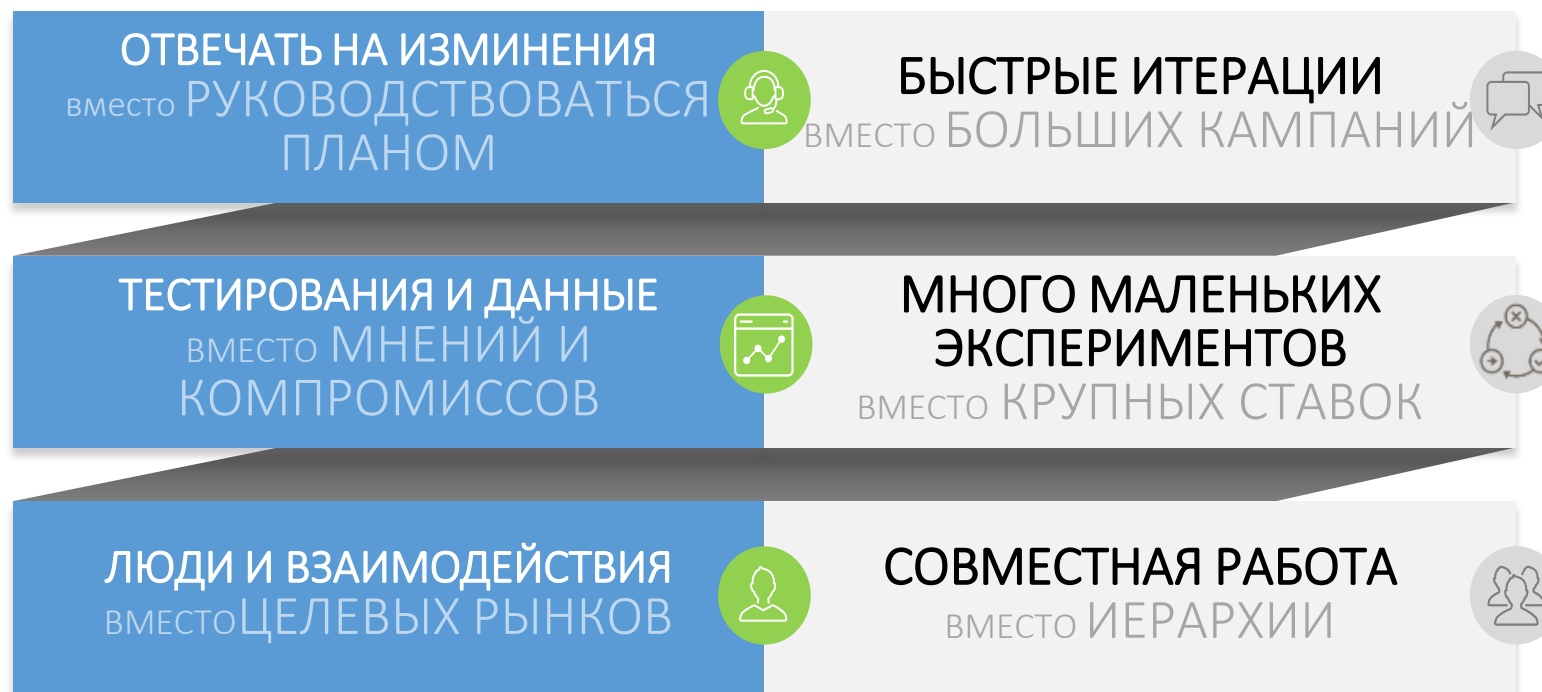 ОТВЕЧАТЬ НА ИЗМИНЕНИЯ
вместо РУКОВОДСТВОВАТЬСЯ
ПЛАНОМ
БЫСТРЫЕ ИТЕРАЦИИ
ВМЕСТО БОЛЬШИХ КАМПАНИЙ
ТЕСТИРОВАНИЯ И ДАННЫЕ
ВМЕСТО МНЕНИЙ И
КОМПРОМИССОВ
МНОГО МАЛЕНЬКИХ
ЭКСПЕРИМЕНТОВ
ВМЕСТО КРУПНЫХ СТАВОК
ЛЮДИ И ВЗАИМОДЕЙСТВИЯ
ВМЕСТОЦЕЛЕВЫХ РЫНКОВ
СОВМЕСТНАЯ РАБОТА
ВМЕСТО ИЕРАРХИИ